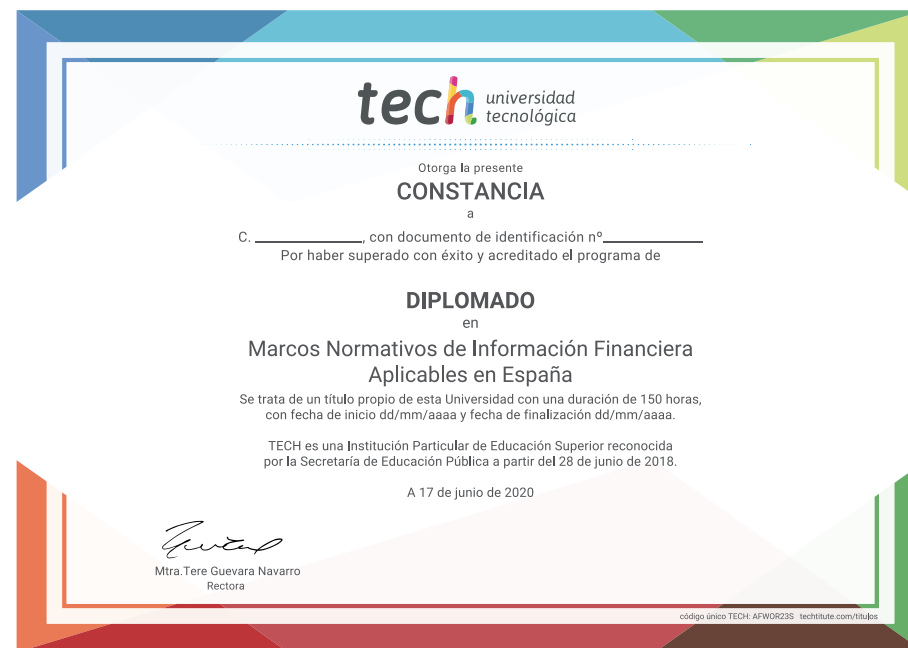 tech universidad
tecnológica
Otorga la presente
CONSTANCIA
a
C. ____________, con documento de identificación nº___________
Por haber superado con éxito y acreditado el programa de
DIPLOMADO
en
Marcos Normativos de Información Financiera
Aplicables en España
Se trata de un título propio de esta Universidad con una duración de 150 horas,
con fecha de inicio dd/mm/aaaa y fecha de finalización dd/mm/aaaa.
TECH es una Institución Particular de Educación Superior reconocida
por la Secretaría de Educación Pública a partir del 28 de junio de 2018.
A 17 de junio de 2020
Mtra.Tere Guevara Navarro
Rectora
código único TECH: AFWOR23S techtitute.com/titulos